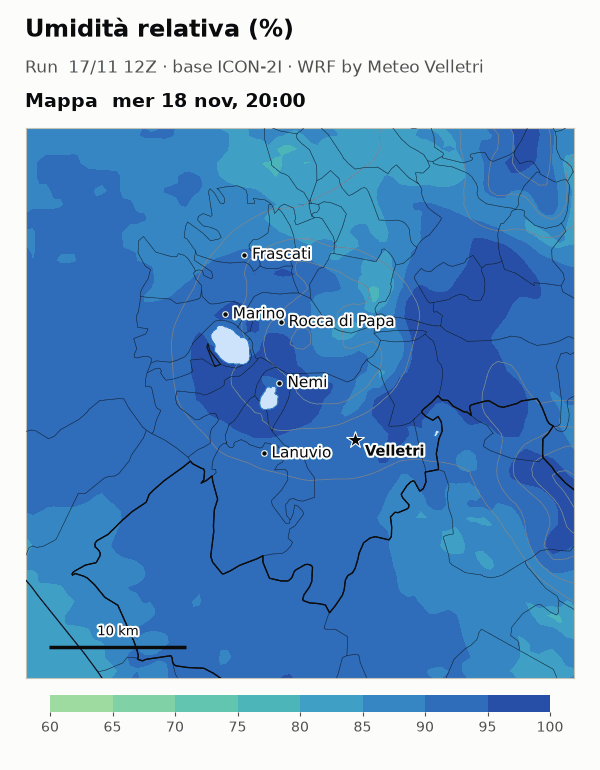 Umidità relativa (%)
Run  17/11 12Z · base ICON-2I · WRF by Meteo Velletri
Mappa  mer 18 nov, 20:00
Frascati
Marino
Rocca di Papa
Nemi
Velletri
Lanuvio
10 km
60 65 70 75 80 85 90 95 100